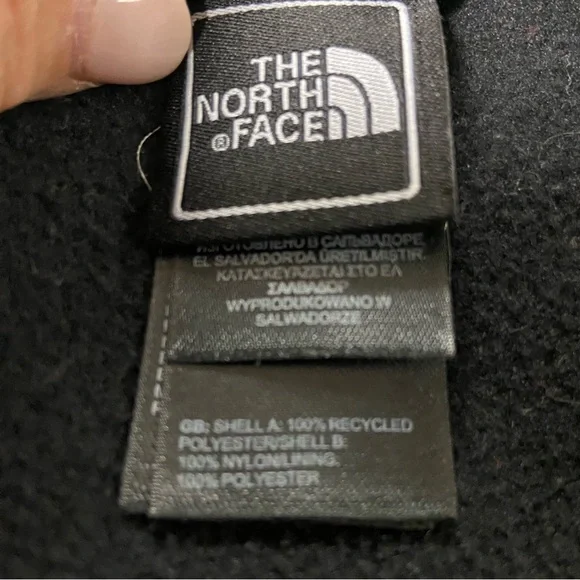 THE
NORTH
®FACE
ИЗГОТОВЛЕНО В САЛЬВАДОРЕ.
EL SALVADOR'DA ÜRETILMISTIR.
ΚΑΤΑΣΚΕΥΑΖΕΤΑΙ ΣΤΟ ΕΛ
ΣΑΛΒΑΔΟΡ
WYPRODUKOWANO W
SALWADORZE
GB: SHELL A: 100% RECYCLED
POLYESTER/SHELL B:
100% NYLON/LINING:
100% POLYESTER